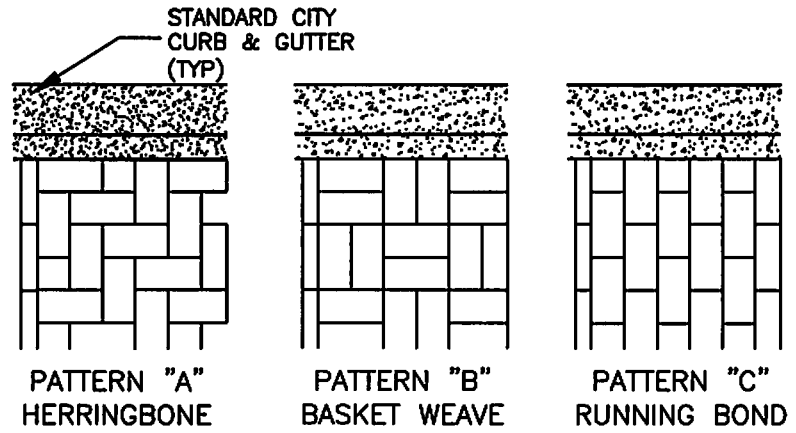 STANDARD CITY
CURB & GUTTER
(TYP)
PATTERN "A"
HERRINGBONE
PATTERN "B"
BASKET WEAVE
PATTERN "C"
RUNNING BOND